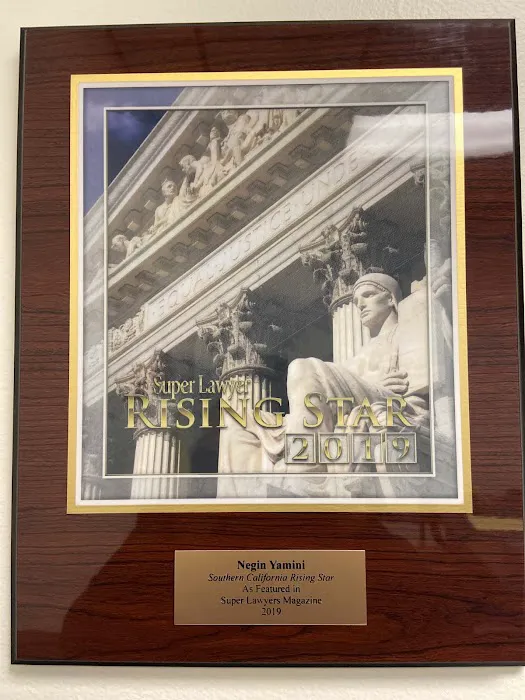 EQUAL JUSTICE UNDER
Super Lawyer
RISING STAR
2019
Negin Yamini
Southern California Rising Star
As Featured in
Super Lawyers Magazine
2019